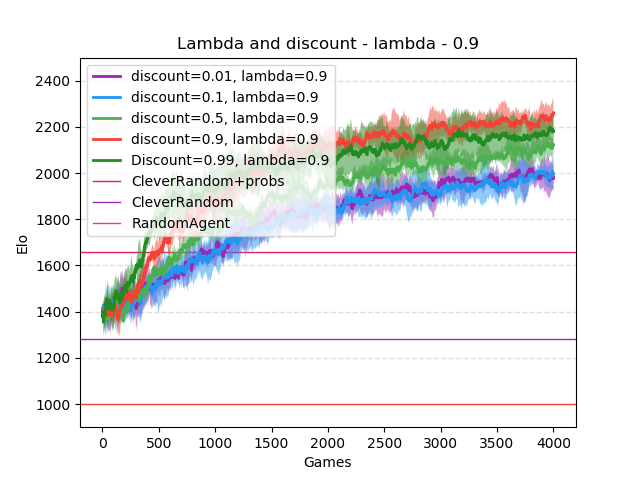 Lambda and discount - lambda - 0.9
discount=0.01, lambda=0.9
discount=0.1, lambda=0.9
discount=0.5, lambda=0.9
discount=0.9, lambda=0.9
Discount=0.99, lambda=0.9
CleverRandom+probs
CleverRandom
RandomAgent
2400
2200
2000
1800
1600
1400
1200
1000
Elo
0 500 1000 1500 2000 2500 3000 3500 4000
Games